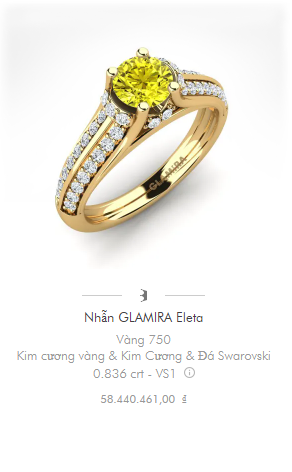 GLAMIRA
Nhẫn GLAMIRA Eleta
Vàng 750
Kim cương vàng & Kim Cương & Đá Swarovski
0.836 crt - VS1
58.440.461,00 ₫